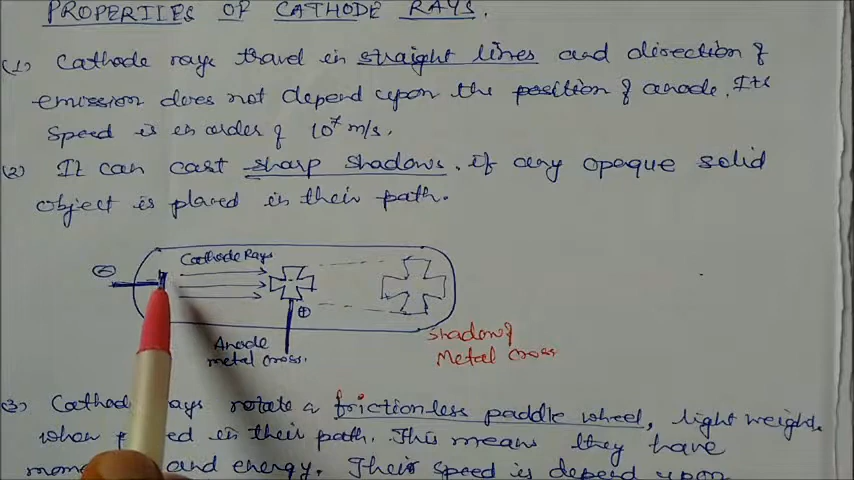 PROPERTIES OF CATHODE RAYS.
(1) Cathode rays travel in straight lines and direction of
emission does not depend upon the position of anode. Its
speed is in order of 10⁷ m/s.
(2) It can cast sharp shadows. if any opaque solid
object is placed in their path.
⊖ Cathode Rays
⊕
Anode
metal cross.
Shadow of
Metal Cross
(3) Cathod ays rotate a frictionless paddle wheel, light weight.
when p ed in their path. This means they have
mome and energy. Their speed is depend upon